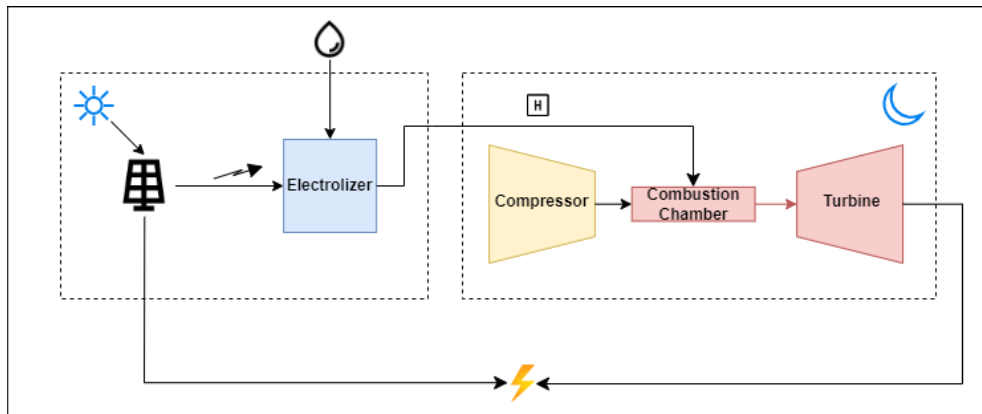 H
Electrolizer
Compressor
Combustion
Chamber
Turbine